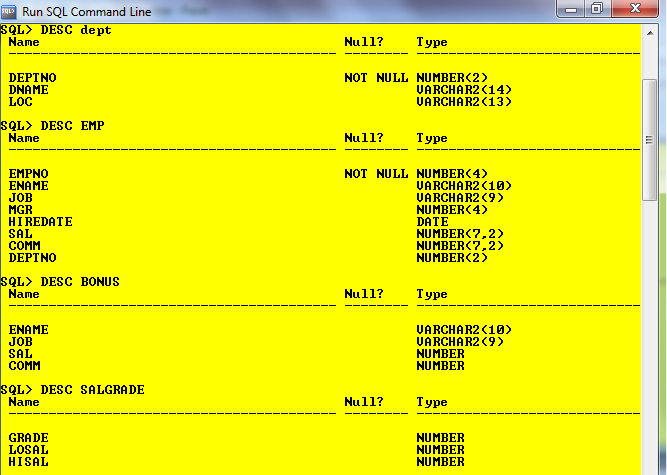 SQL> Run SQL Command Line
SQL> DESC dept
Name Null? Type
----------------------------------------- -------- ----------------------------
DEPTNO NOT NULL NUMBER(2)
DNAME VARCHAR2(14)
LOC VARCHAR2(13)
SQL> DESC EMP
Name Null? Type
----------------------------------------- -------- ----------------------------
EMPNO NOT NULL NUMBER(4)
ENAME VARCHAR2(10)
JOB VARCHAR2(9)
MGR NUMBER(4)
HIREDATE DATE
SAL NUMBER(7,2)
COMM NUMBER(7,2)
DEPTNO NUMBER(2)
SQL> DESC BONUS
Name Null? Type
----------------------------------------- -------- ----------------------------
ENAME VARCHAR2(10)
JOB VARCHAR2(9)
SAL NUMBER
COMM NUMBER
SQL> DESC SALGRADE
Name Null? Type
----------------------------------------- -------- ----------------------------
GRADE NUMBER
LOSAL NUMBER
HISAL NUMBER